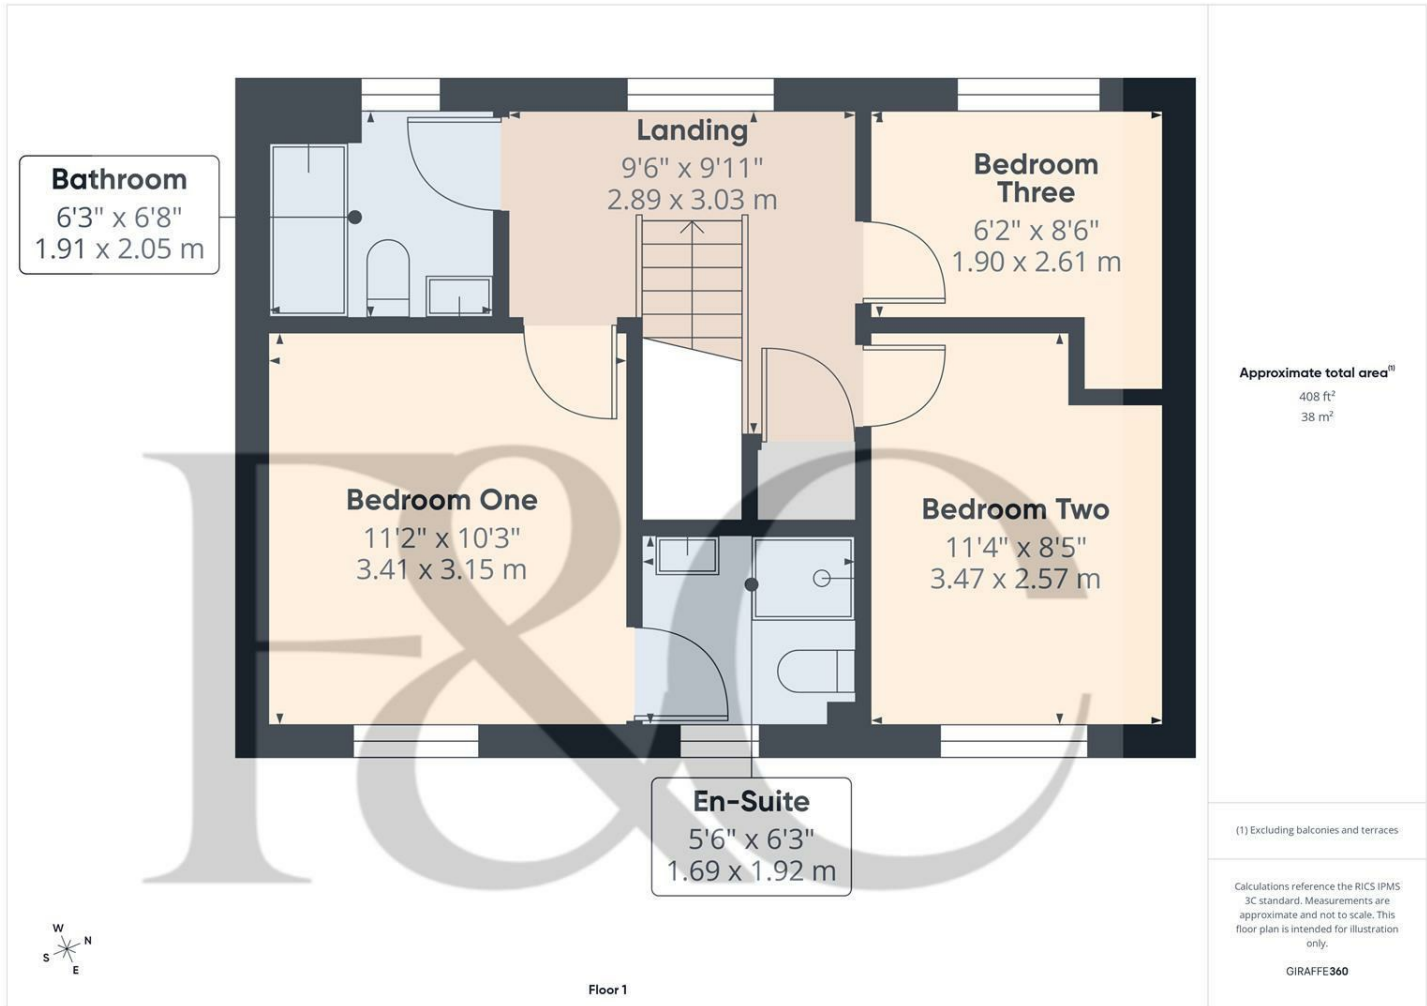 Landing
9'6" x 9'11"
2.89 x 3.03 m
Bedroom
Three
6'2" x 8'6"
1.90 x 2.61 m
Bathroom
6'3" x 6'8"
1.91 x 2.05 m
Bedroom One
11'2" x 10'3"
3.41 x 3.15 m
Bedroom Two
11'4" x 8'5"
3.47 x 2.57 m
En-Suite
5'6" x 6'3"
1.69 x 1.92 m
F&C
W
N
S
E
Floor 1
Approximate total area(1)
408 ft²
38 m²
(1) Excluding balconies and terraces
Calculations reference the RICS IPMS
3C standard. Measurements are
approximate and not to scale. This
floor plan is intended for illustration
only.
GIRAFFE360